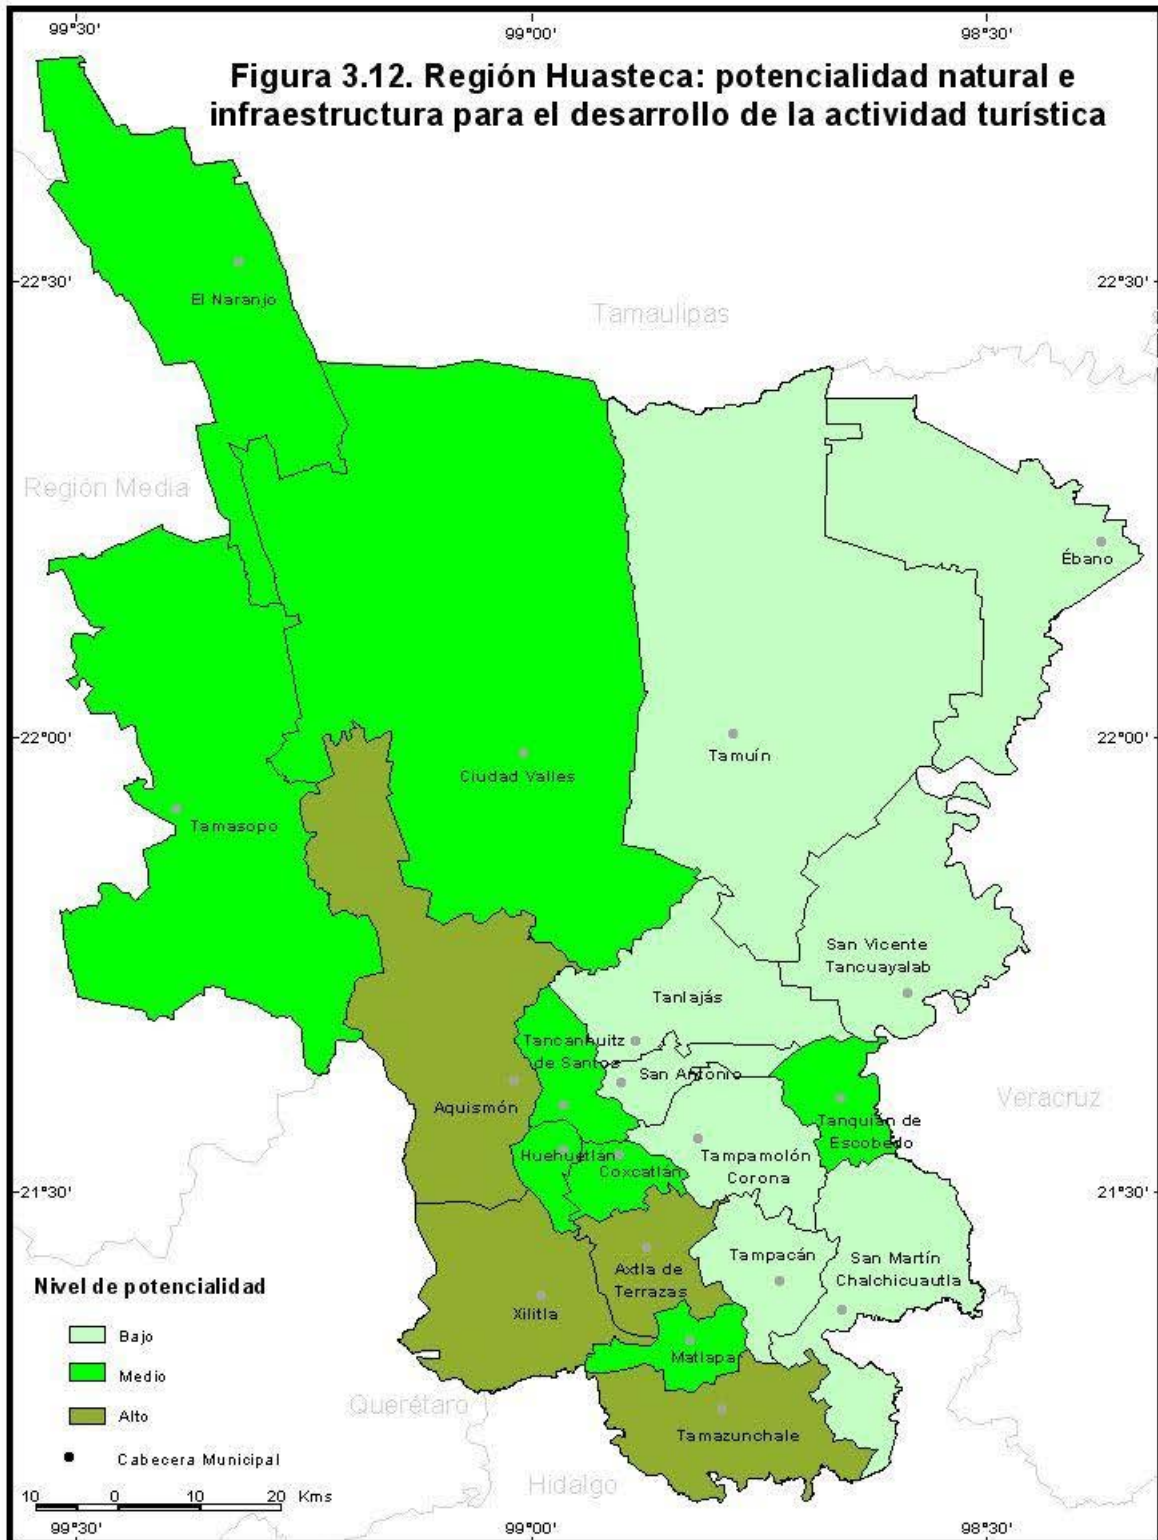 99°30'
99°00'
98°30'
Figura 3.12. Región Huasteca: potencialidad natural e
infraestructura para el desarrollo de la actividad turística
22°30'
22°30'
El Naranjo
Tamaulipas
Región Media
Ébano
22°00'
22°00'
Tamuín
Ciudad Valles
Tamasopo
San Vicente
Tancuayalab
Tanlajás
Tancanhuitz
de Santos
San Antonio
Aquismón
Veracruz
Tanquián de
Escobedo
Huehuetlán
Coxcatlán
Tampamolón
Corona
21°30'
21°30'
Tampacán
San Martín
Chalchicuautla
Axtla de
Terrazas
Xilitla
Matlapa
Tamazunchale
Querétaro
Hidalgo
Nivel de potencialidad
Bajo
Medio
Alto
Cabecera Municipal
10 0 10 20 Kms
99°30'
99°00'
98°30'